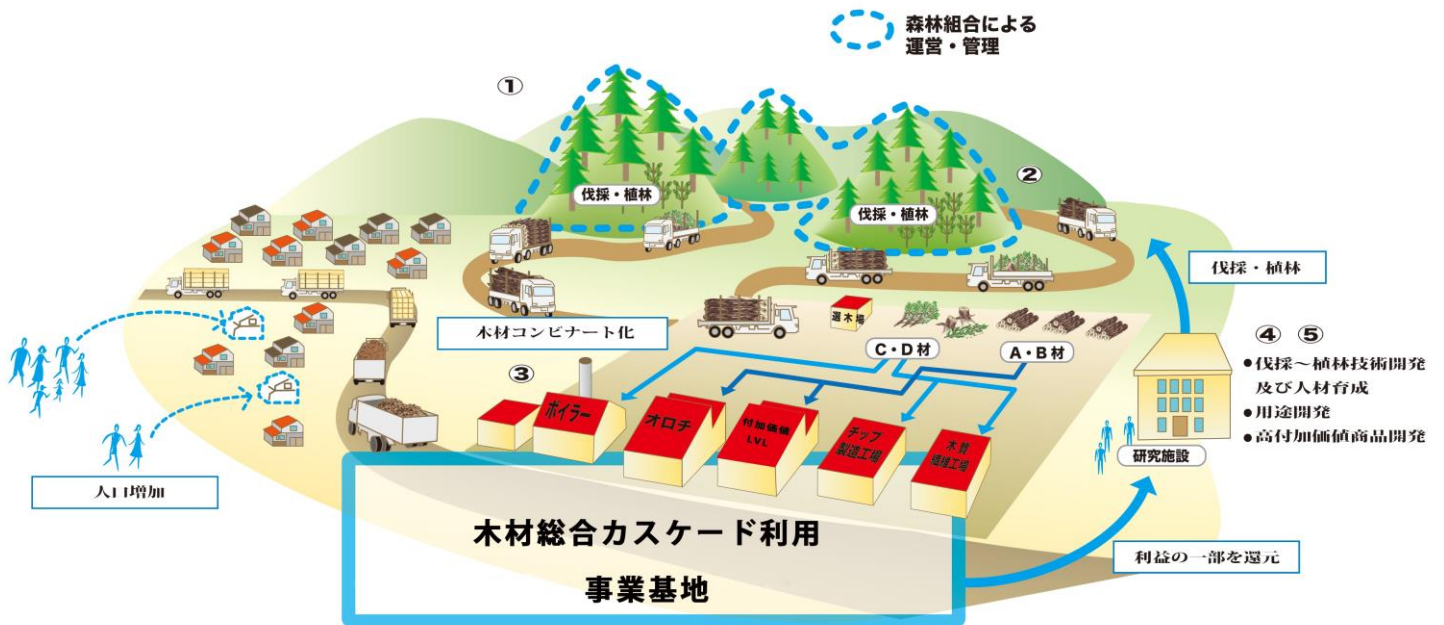 森林組合による
運営・管理
①
伐採・植林
②
伐採・植林
伐採・植林
木材コンビナート化
選木場
C・D材
A・B材
③
ボイラー
オロチ
付加価値
LVL
チップ
製造工場
木質
繊維工場
④ ⑤
●伐採～植林技術開発
及び人材育成
●用途開発
●高付加価値商品開発
研究施設
人口増加
木材総合カスケード利用
事業基地
利益の一部を還元